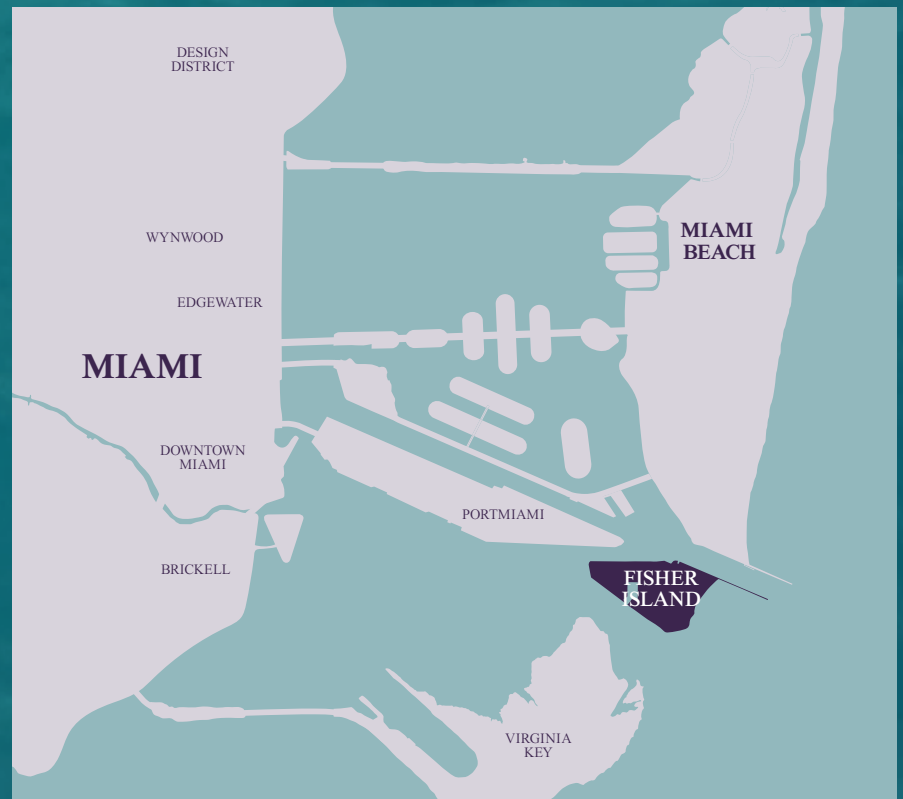 DESIGN
DISTRICT
WYNWOOD
MIAMI
BEACH
EDGEWATER
MIAMI
DOWNTOWN
MIAMI
PORTMIAMI
BRICKELL
FISHER
ISLAND
VIRGINIA
KEY